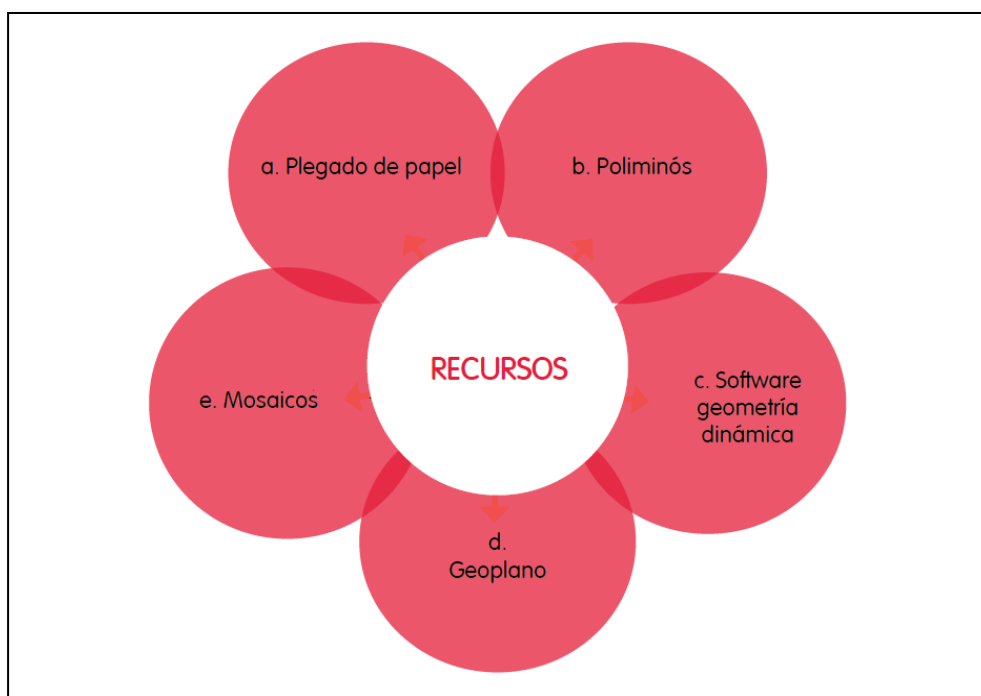 a. Plegado de papel
b. Poliminós
RECURSOS
c. Software
geometría
dinámica
e. Mosaicos
d.
Geoplano